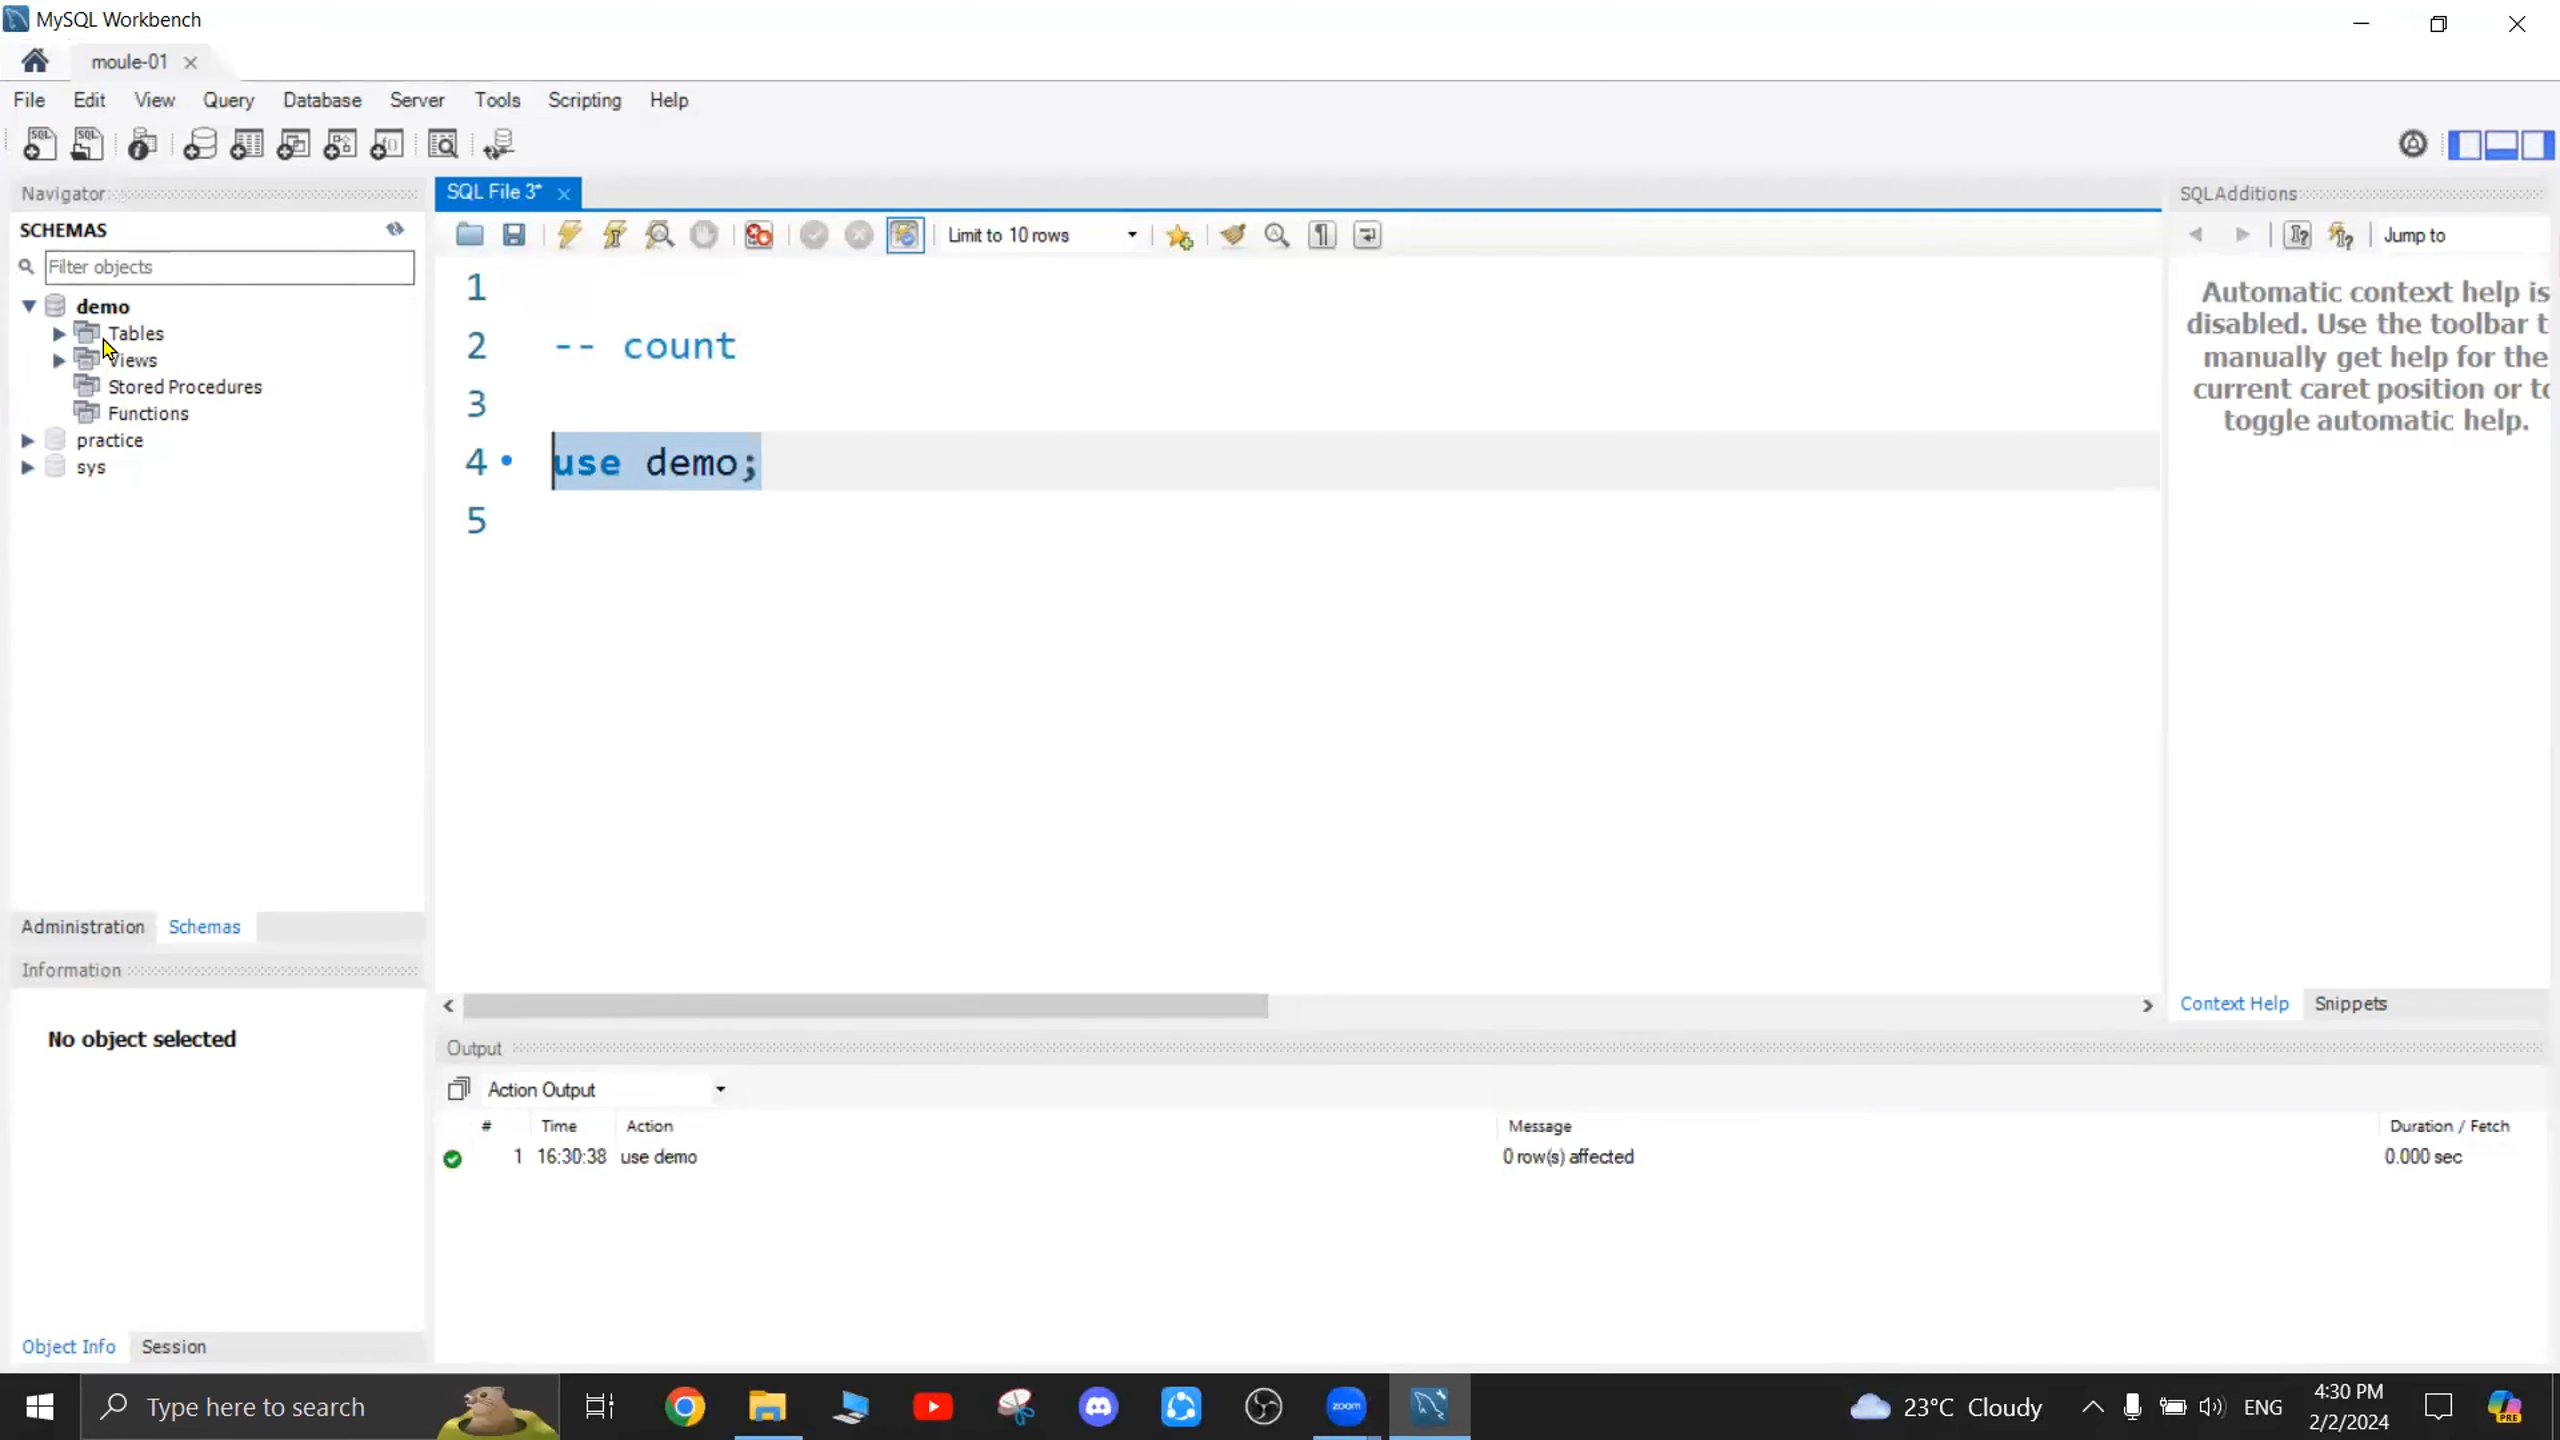 MySQL Workbench
moule-01
File Edit View Query Database Server Tools Scripting Help
Navigator
SCHEMAS
Filter objects
demo
Tables
Views
Stored Procedures
Functions
practice
sys
Administration Schemas
Information
No object selected
Object Info Session
SQL File 3*
Limit to 10 rows
1
2 -- count
3
4 use demo;
5
SQLAdditions
Jump to
Automatic context help is
disabled. Use the toolbar t
manually get help for the
current caret position or to
toggle automatic help.
Context Help Snippets
Output
Action Output
# Time Action Message Duration / Fetch
1 16:30:38 use demo 0 row(s) affected 0.000 sec
Type here to search
zoom
23°C Cloudy
ENG
4:30 PM
2/2/2024
PRE